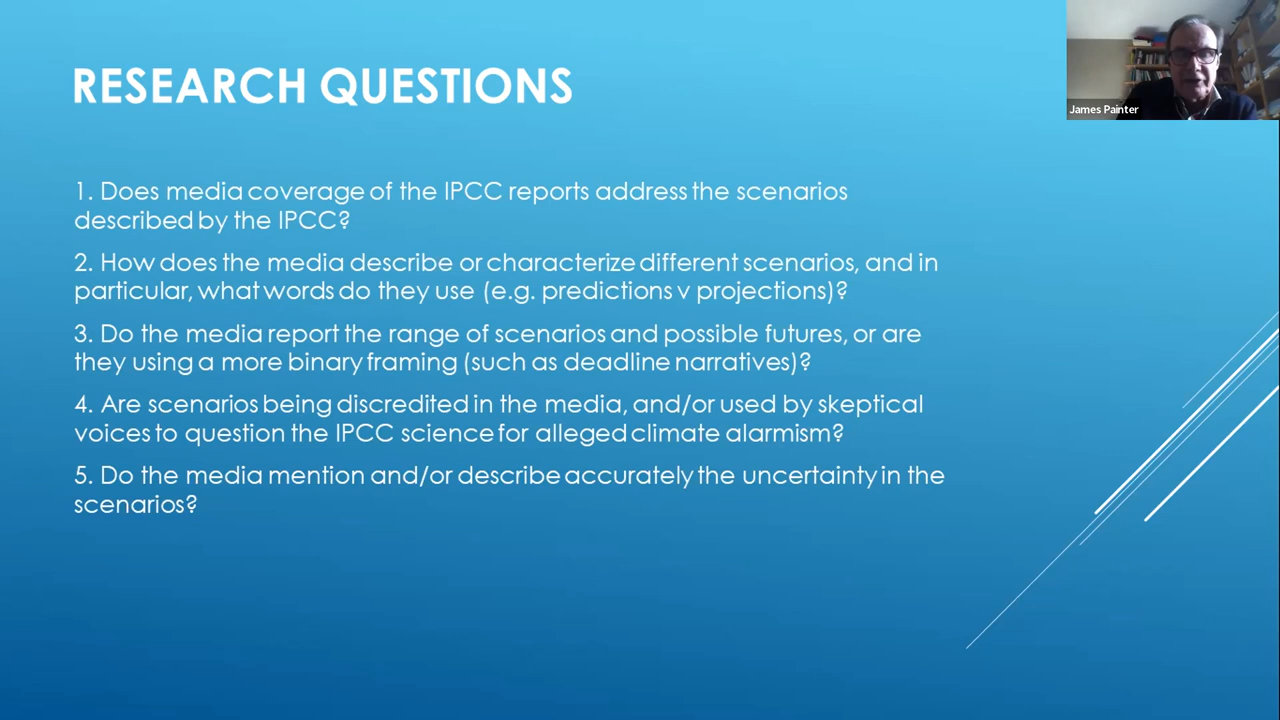 RESEARCH QUESTIONS
James Painter
1. Does media coverage of the IPCC reports address the scenarios
described by the IPCC?
2. How does the media describe or characterize different scenarios, and in
particular, what words do they use (e.g. predictions v projections)?
3. Do the media report the range of scenarios and possible futures, or are
they using a more binary framing (such as deadline narratives)?
4. Are scenarios being discredited in the media, and/or used by skeptical
voices to question the IPCC science for alleged climate alarmism?
5. Do the media mention and/or describe accurately the uncertainty in the
scenarios?